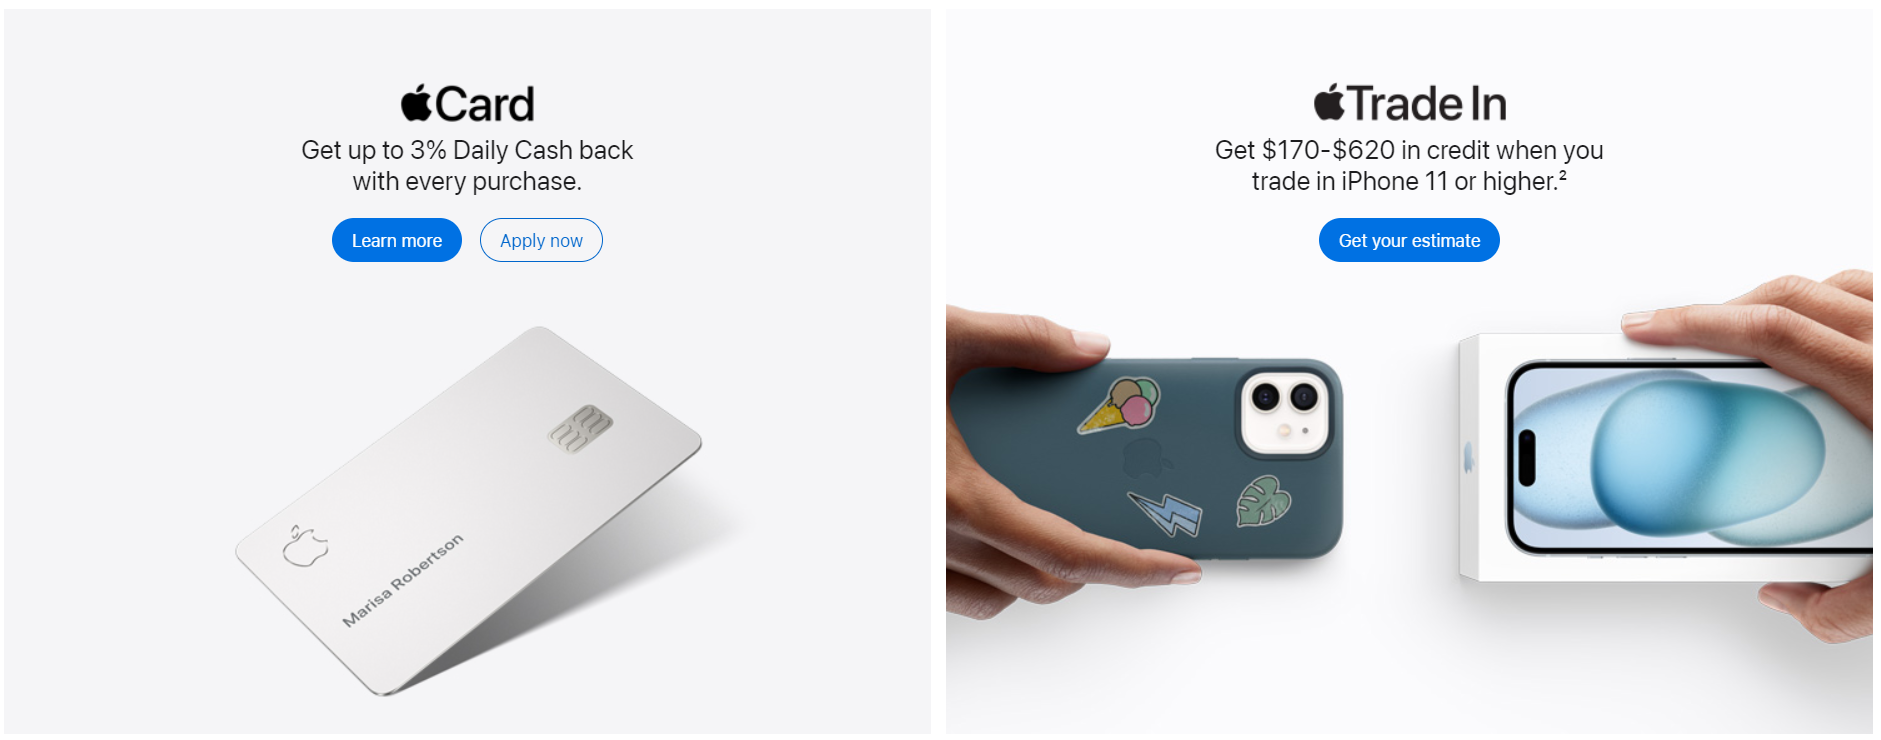 Card
Get up to 3% Daily Cash back
with every purchase.
Learn more
Apply now
Marisa Robertson
Trade In
Get $170-$620 in credit when you
trade in iPhone 11 or higher.²
Get your estimate